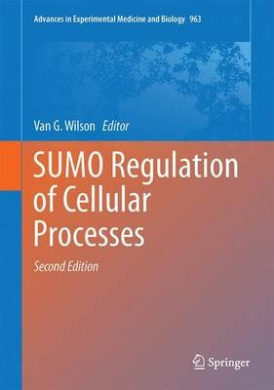 Advances in Experimental Medicine and Biology 963
Van G. Wilson Editor
SUMO Regulation
of Cellular
Processes
Second Edition
Springer